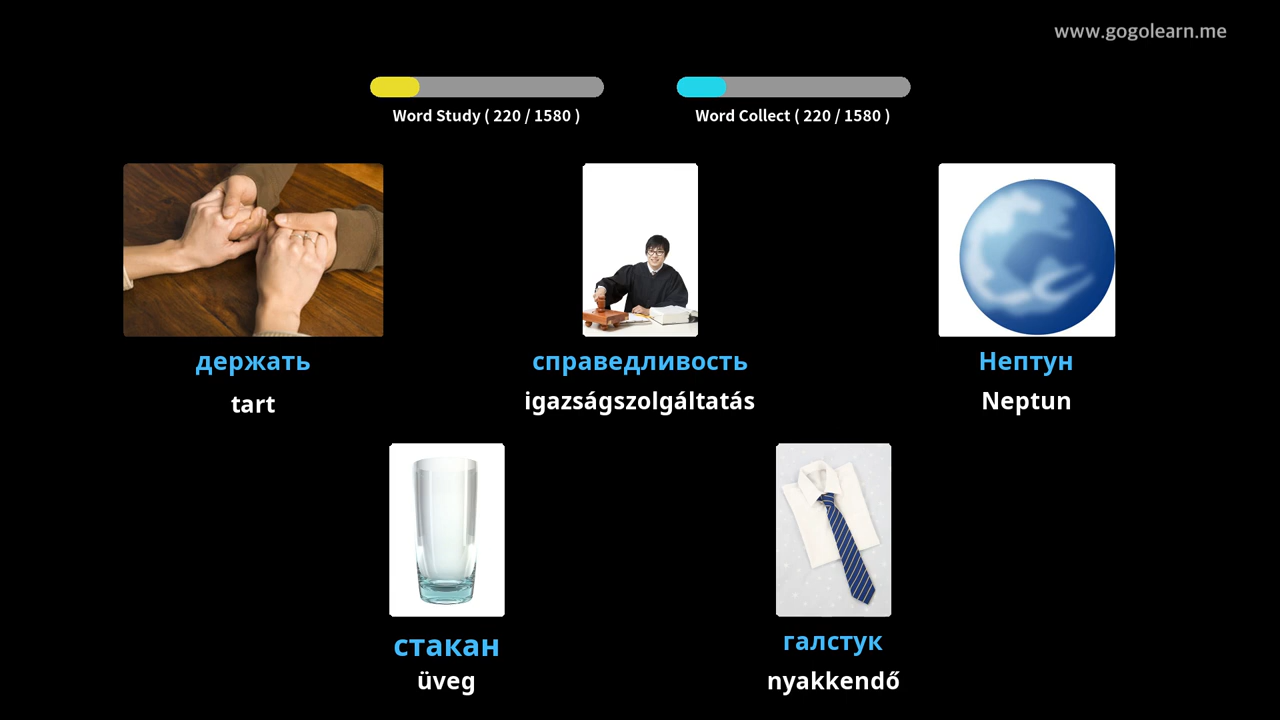 www.gogolearn.me
Word Study ( 220 / 1580 )
Word Collect ( 220 / 1580 )
держать
справедливость
Нептун
tart
igazságszolgáltatás
Neptun
стакан
галстук
üveg
nyakkendő